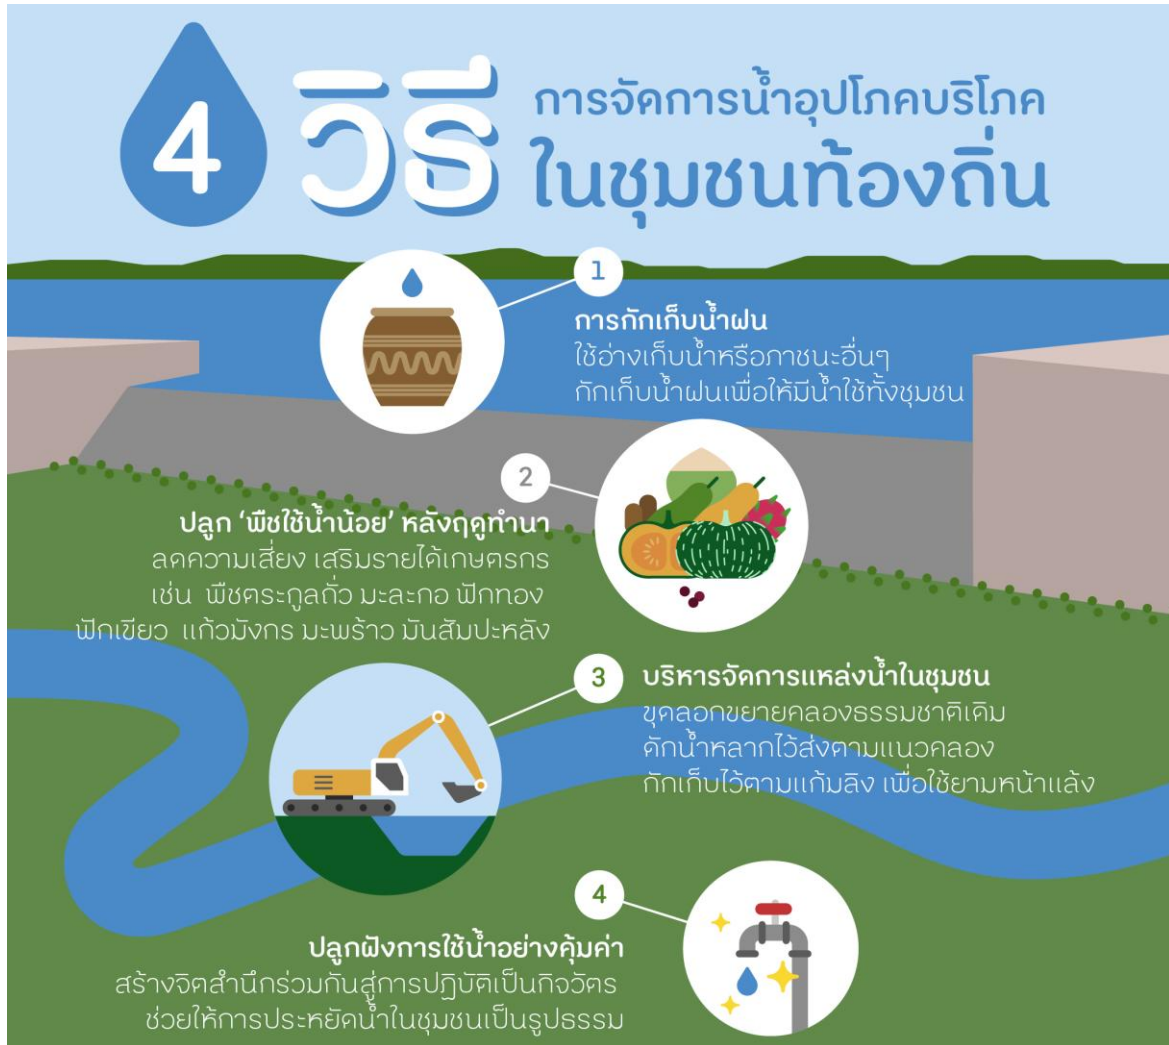 4 วิธี การจัดการน้ำอุปโภคบริโภค
ในชุมชนท้องถิ่น
1
การกักเก็บน้ำฝน
ใช้อ่างเก็บน้ำหรือภาชนะอื่นๆ
กักเก็บน้ำฝนเพื่อให้มีน้ำใช้ทั้งชุมชน
2
ปลูก ‘พืชใช้น้ำน้อย’ หลังฤดูทำนา
ลดความเสี่ยง เสริมรายได้เกษตรกร
เช่น พืชตระกูลถั่ว มะละกอ ฟักทอง
ฟักเขียว แก้วมังกร มะพร้าว มันสัมปะหลัง
3
บริหารจัดการแหล่งน้ำในชุมชน
ขุดลอกขยายคลองธรรมชาติเดิม
ดักน้ำหลากไว้ส่งตามแนวคลอง
กักเก็บไว้ตามแก้มลิง เพื่อใช้ยามหน้าแล้ง
4
ปลูกฝังการใช้น้ำอย่างคุ้มค่า
สร้างจิตสำนึกร่วมกันสู่การปฏิบัติเป็นกิจวัตร
ช่วยให้การประหยัดน้ำในชุมชนเป็นรูปธรรม